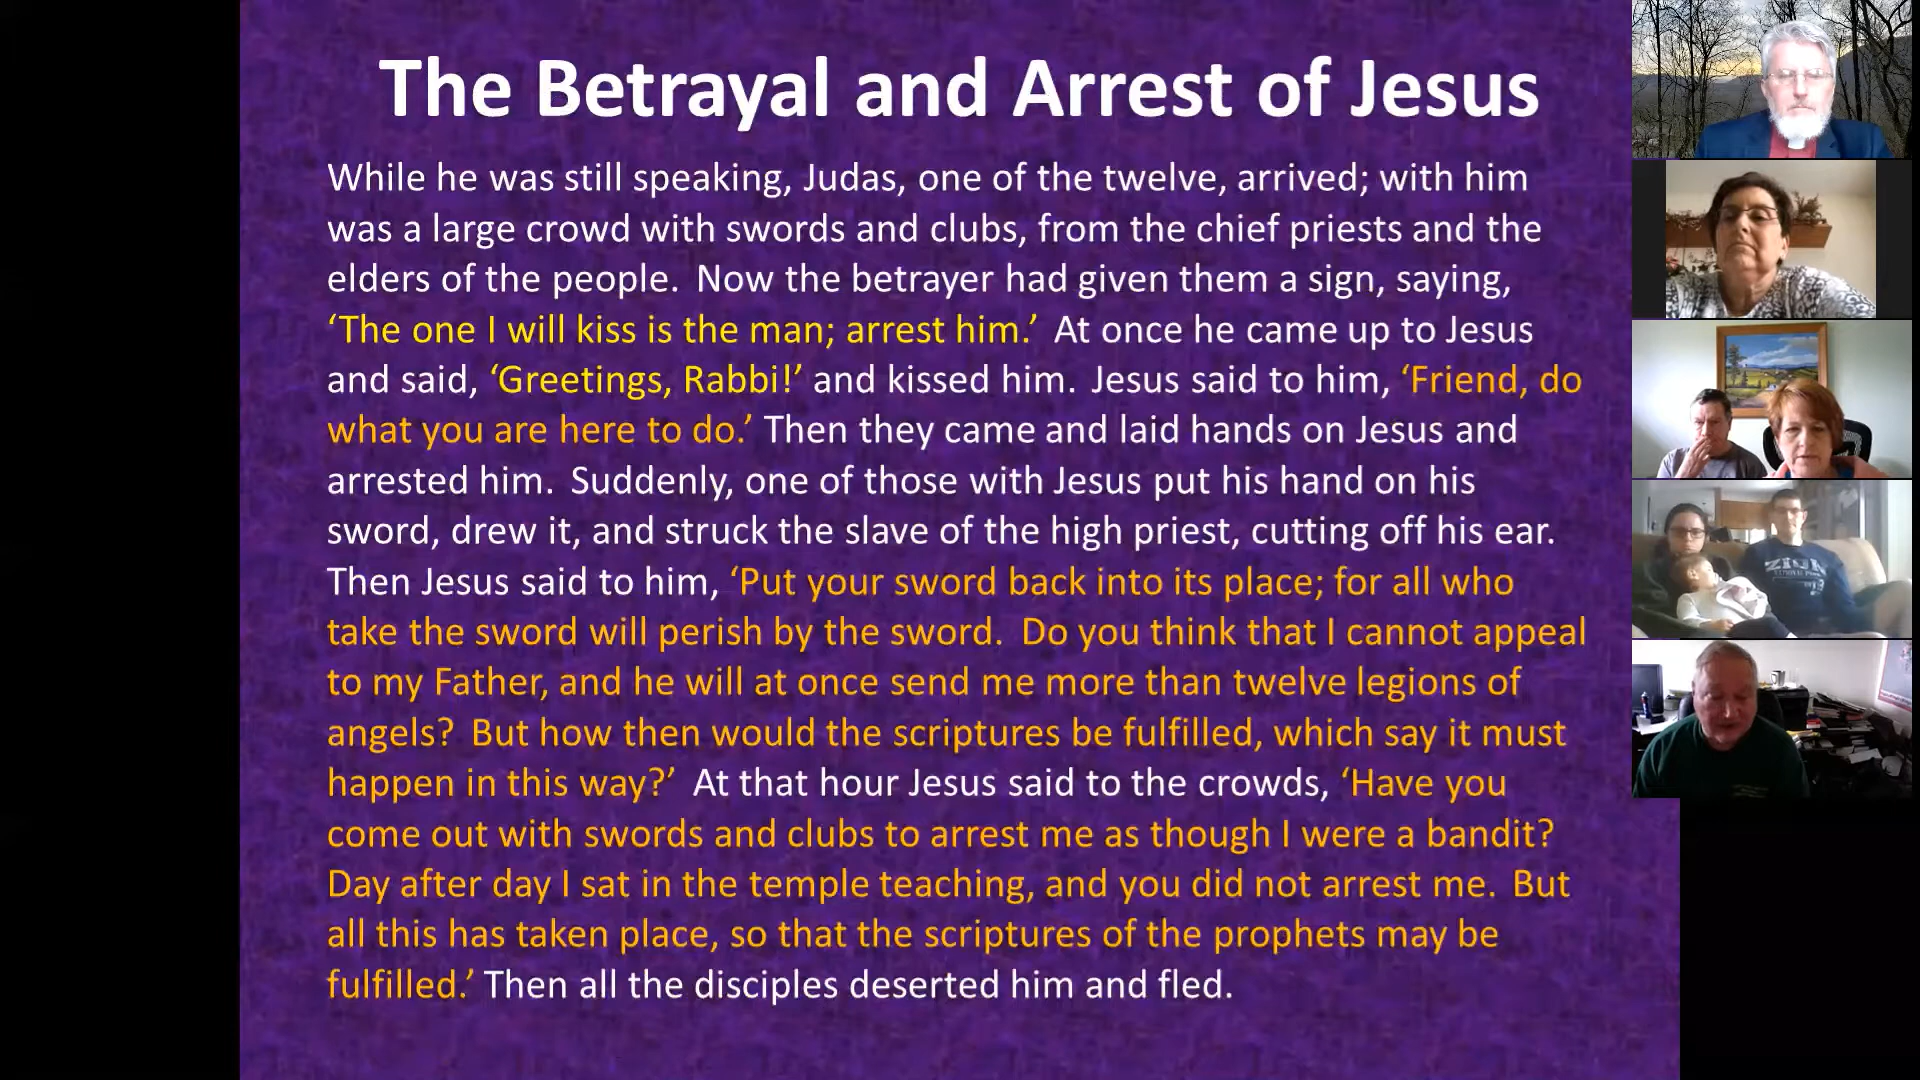 The Betrayal and Arrest of Jesus
While he was still speaking, Judas, one of the twelve, arrived; with him
was a large crowd with swords and clubs, from the chief priests and the
elders of the people. Now the betrayer had given them a sign, saying,
‘The one I will kiss is the man; arrest him.’ At once he came up to Jesus
and said, ‘Greetings, Rabbi!’ and kissed him. Jesus said to him, ‘Friend, do
what you are here to do.’ Then they came and laid hands on Jesus and
arrested him. Suddenly, one of those with Jesus put his hand on his
sword, drew it, and struck the slave of the high priest, cutting off his ear.
Then Jesus said to him, ‘Put your sword back into its place; for all who
take the sword will perish by the sword. Do you think that I cannot appeal
to my Father, and he will at once send me more than twelve legions of
angels? But how then would the scriptures be fulfilled, which say it must
happen in this way?’ At that hour Jesus said to the crowds, ‘Have you
come out with swords and clubs to arrest me as though I were a bandit?
Day after day I sat in the temple teaching, and you did not arrest me. But
all this has taken place, so that the scriptures of the prophets may be
fulfilled.’ Then all the disciples deserted him and fled.
ZION